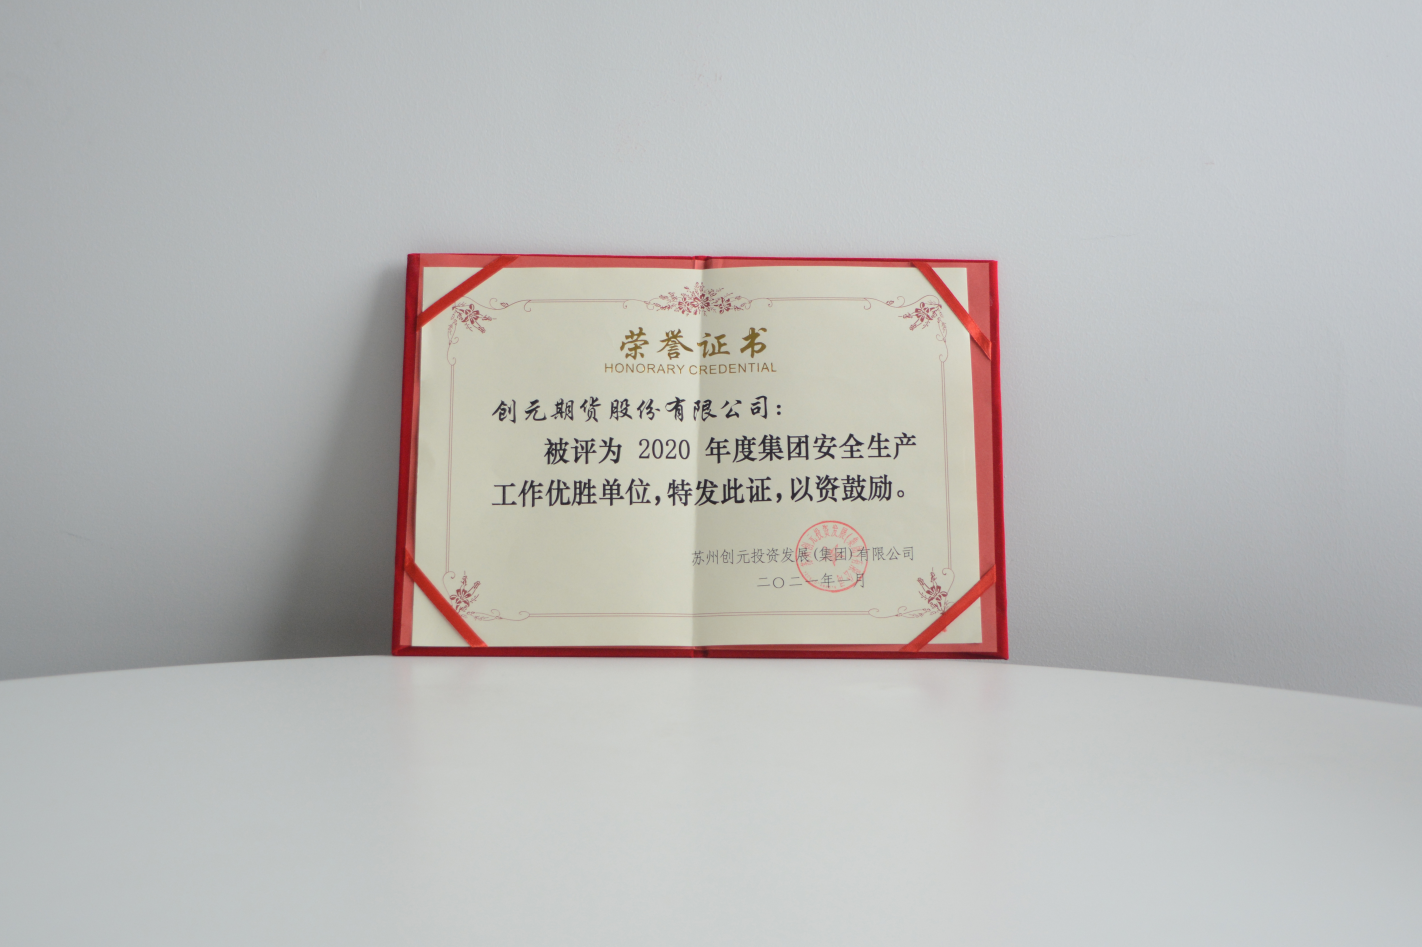 荣誉证书
HONORARY CREDENTIAL
创元期货股份有限公司：
被评为 2020 年度集团安全生产
工作优胜单位，特发此证，以资鼓励。
苏州创元投资发展(集团)有限公司
二〇二一年一月